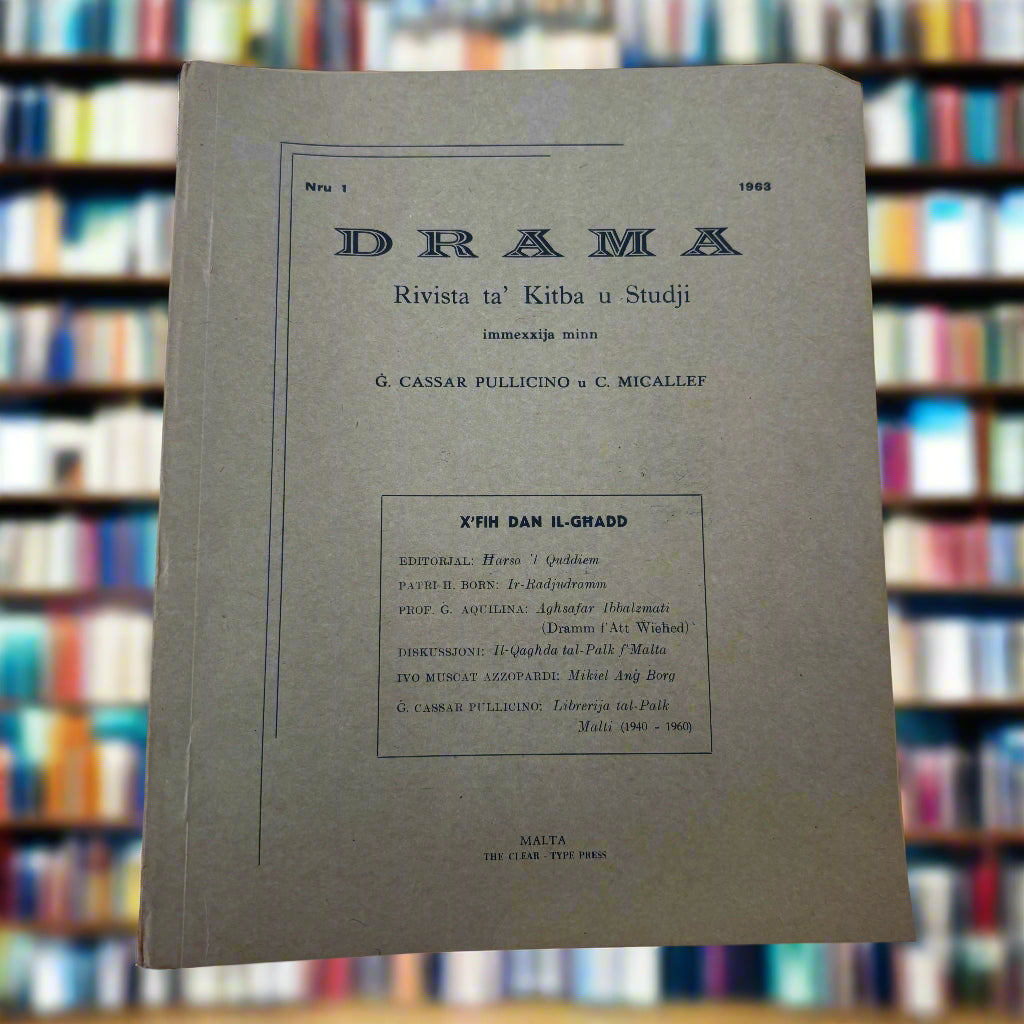 Nru 1
1963
DRAMA
Rivista ta' Kitba u Studji
immexxija minn
Ġ. CASSAR PULLICINO u C. MICALLEF
X'FIH DAN IL-GĦADD
EDITORJAL: Ħarsa 'l Quddiem
PATRI H. BORN: Ir-Radjudramm
PROF. Ġ. AQUILINA: Agħsafar Ibbalzmati
(Dramm f'Att Wieħed)
DISKUSSJONI: Il-Qagħda tal-Palk f'Malta
IVO MUSCAT AZZOPARDI: Mikiel Anġ Borg
Ġ. CASSAR PULLICINO: Librerija tal-Palk
Malti (1940 - 1960)
MALTA
THE CLEAR - TYPE PRESS